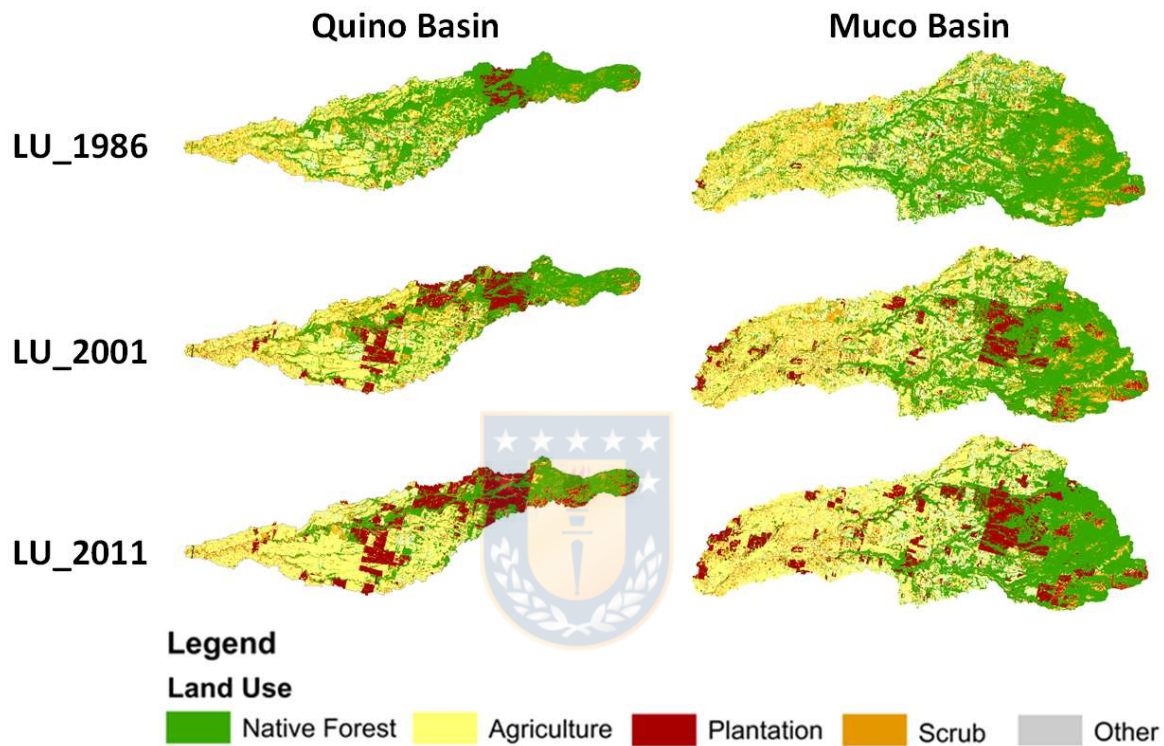 Quino Basin
Muco Basin
LU_1986
LU_2001
LU_2011
Legend
Land Use
Native Forest
Agriculture
Plantation
Scrub
Other